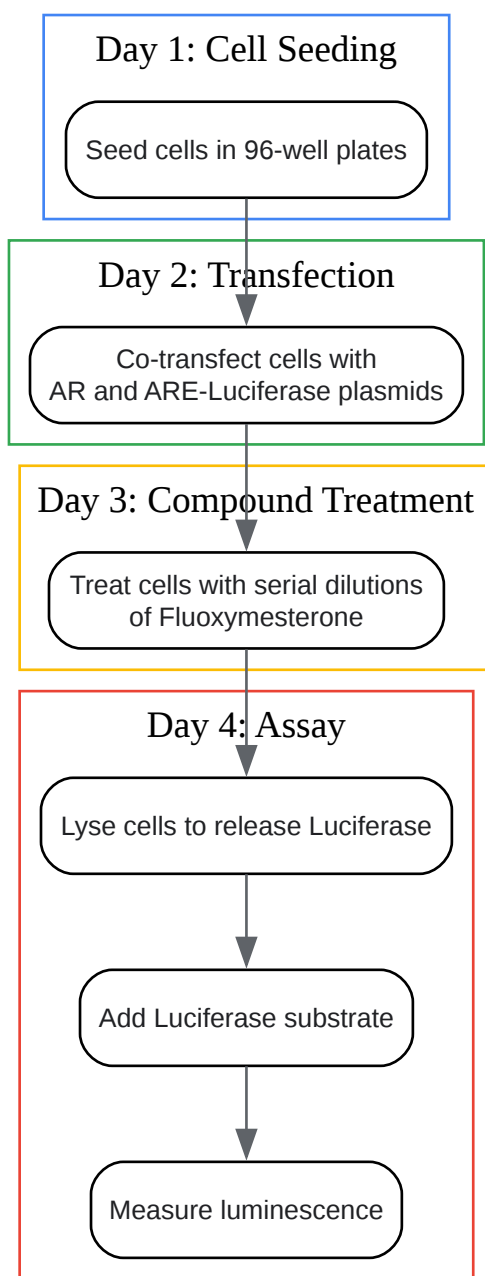 Day 1: Cell Seeding
Seed cells in 96-well plates
Day 2: Transfection
Co-transfect cells with
AR and ARE-Luciferase plasmids
Day 3: Compound Treatment
Treat cells with serial dilutions
of Fluoxymesterone
Day 4: Assay
Lyse cells to release Luciferase
Add Luciferase substrate
Measure luminescence